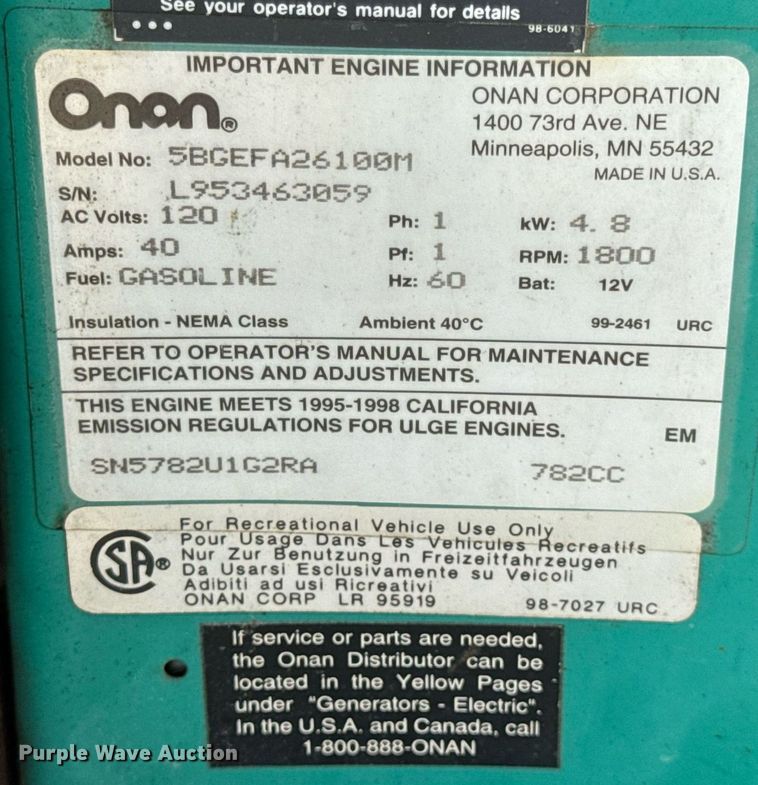 See your operator's manual for details
98-6041
IMPORTANT ENGINE INFORMATION
Onan®
ONAN CORPORATION
1400 73rd Ave. NE
Minneapolis, MN 55432
MADE IN U.S.A.
Model No: 5BGEFA26100M
S/N: L953463059
AC Volts: 120 Ph: 1 kW: 4.8
Amps: 40 Pf: 1 RPM: 1800
Fuel: GASOLINE Hz: 60 Bat: 12V
Insulation - NEMA Class Ambient 40°C 99-2461 URC
REFER TO OPERATOR'S MANUAL FOR MAINTENANCE
SPECIFICATIONS AND ADJUSTMENTS.
THIS ENGINE MEETS 1995-1998 CALIFORNIA
EMISSION REGULATIONS FOR ULGE ENGINES.
EM
SN5782U1G2RA 782CC
SA®
For Recreational Vehicle Use Only
Pour Usage Dans Les Vehicules Recreatifs
Nur Zur Benutzung in Freizeitfahrzeugen
Da Usarsi Esclusivamente su Veicoli
Adibiti ad usi Ricreativi
ONAN CORP LR 95919 98-7027 URC
If service or parts are needed,
the Onan Distributor can be
located in the Yellow Pages
under "Generators - Electric".
In the U.S.A. and Canada, call
1-800-888-ONAN
Purple Wave Auction